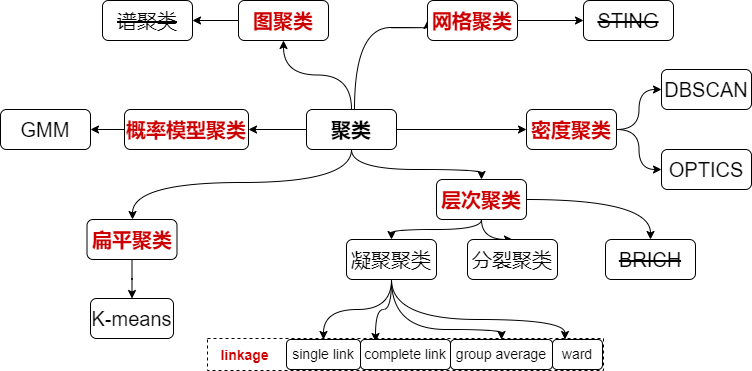 谱聚类
图聚类
网格聚类
STING
GMM
概率模型聚类
聚类
密度聚类
DBSCAN
OPTICS
层次聚类
扁平聚类
凝聚聚类
分裂聚类
BRICH
K-means
linkage
single link
complete link
group average
ward